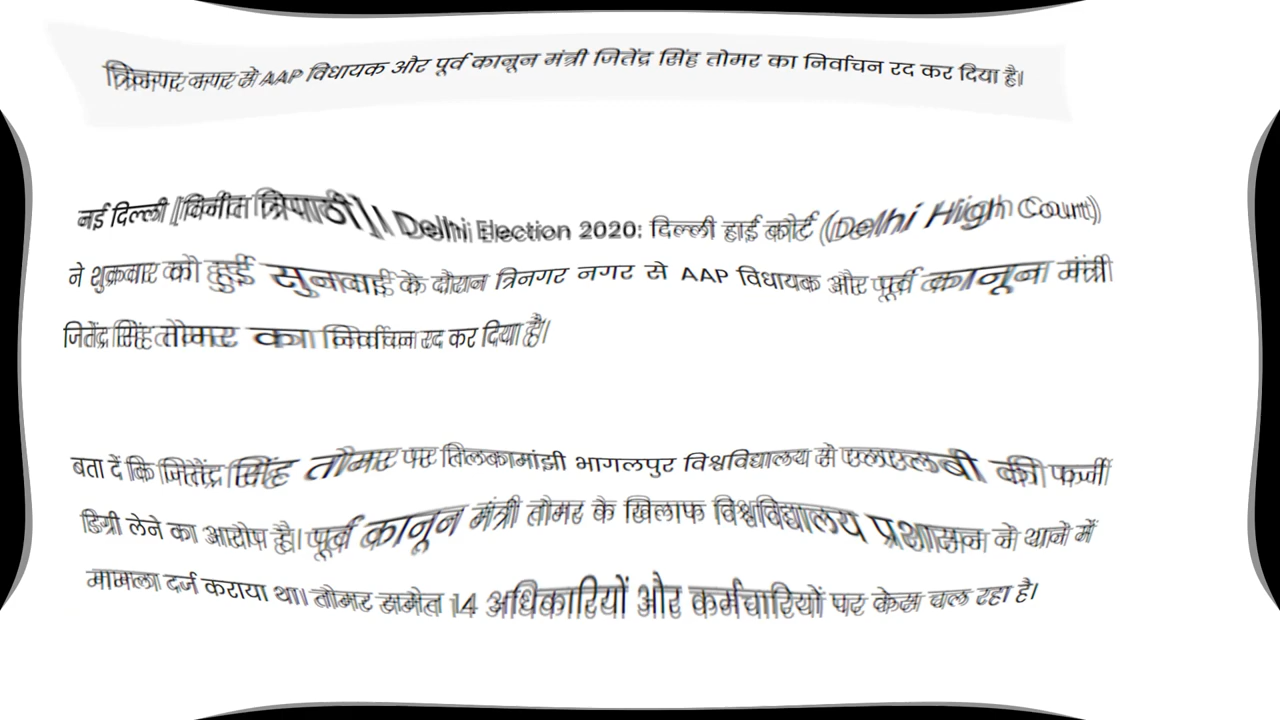 त्रिनगर नगर से AAP विधायक और पूर्व कानून मंत्री जितेंद्र सिंह तोमर का निर्वाचन रद कर दिया है।
नई दिल्ली [विनीत त्रिपाठी]। Delhi Election 2020: दिल्ली हाई कोर्ट (Delhi High Court)
ने शुक्रवार को हुई सुनवाई के दौरान त्रिनगर नगर से AAP विधायक और पूर्व कानून मंत्री
जितेंद्र सिंह तोमर का निर्वाचन रद कर दिया है।
बता दें कि जितेंद्र सिंह तोमर पर तिलकामांझी भागलपुर विश्वविद्यालय से एलएलबी की फर्जी
डिग्री लेने का आरोप है। पूर्व कानून मंत्री तोमर के खिलाफ विश्वविद्यालय प्रशासन ने थाने में
मामला दर्ज कराया था। तोमर समेत 14 अधिकारियों और कर्मचारियों पर केस चल रहा है।